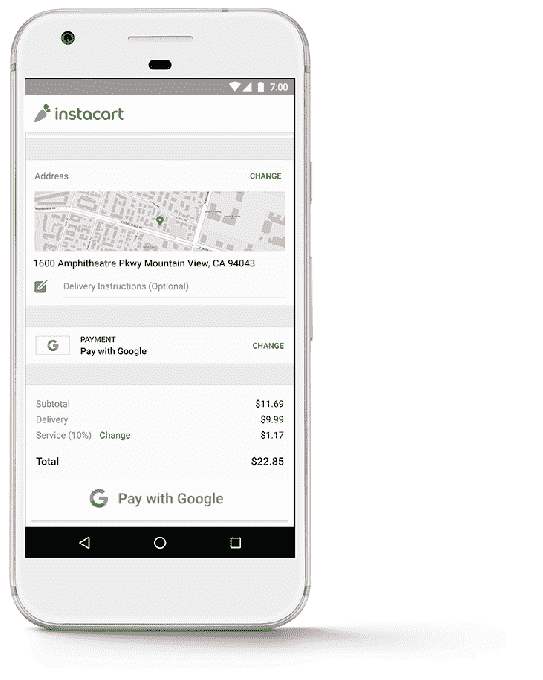 7:00
instacart
Address CHANGE
1600 Amphitheatre Pkwy Mountain View, CA 94043
Delivery Instructions (Optional)
G PAYMENT
Pay with Google CHANGE
Subtotal $11.69
Delivery $9.99
Service (10%) Change $1.17
Total $22.85
G Pay with Google